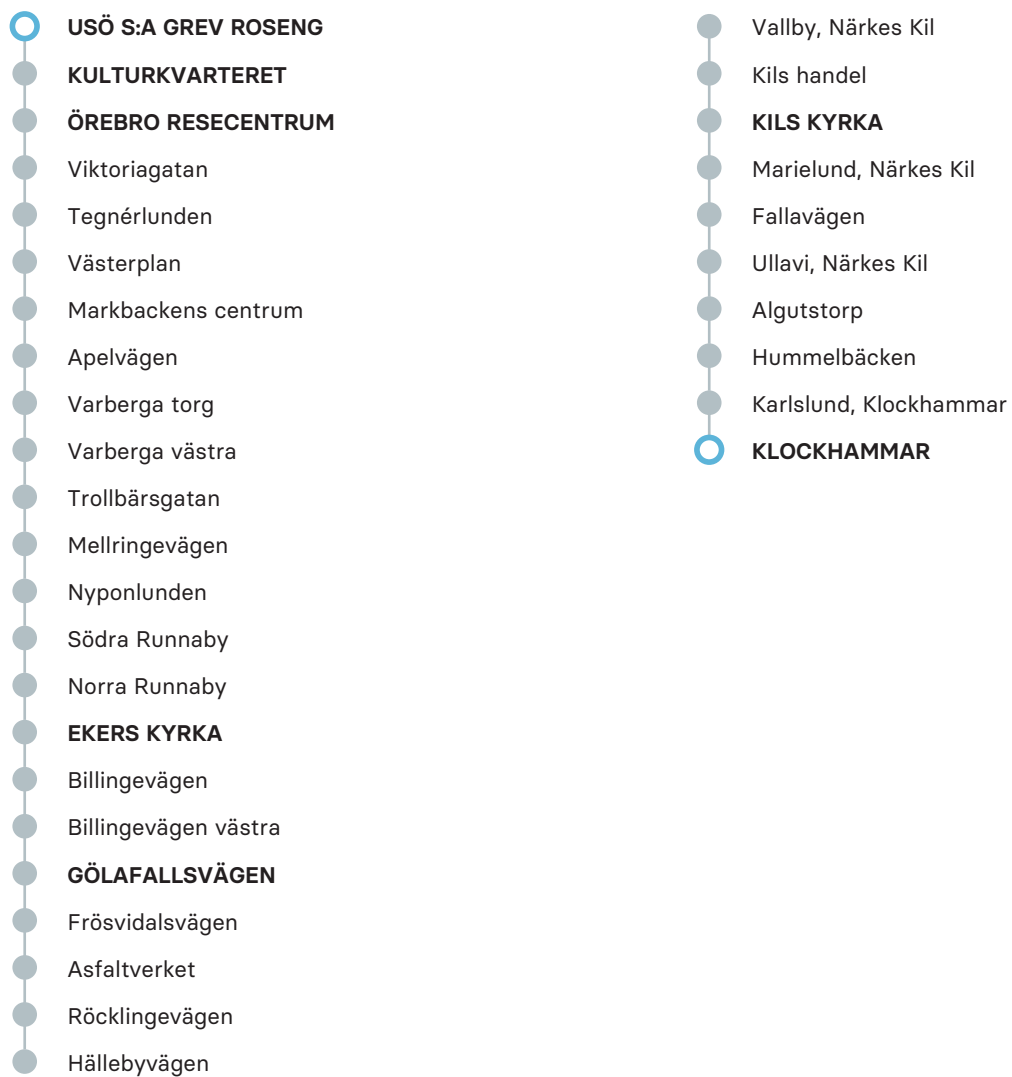 USÖ S:A GREV ROSENG
KULTURKVARTERET
ÖREBRO RESECENTRUM
Viktoriagatan
Tegnérlunden
Västerplan
Markbackens centrum
Apelvägen
Varberga torg
Varberga västra
Trollbärsgatan
Mellringevägen
Nyponlunden
Södra Runnaby
Norra Runnaby
EKERS KYRKA
Billingevägen
Billingevägen västra
GÖLAFALLSVÄGEN
Frösvidalsvägen
Asfaltverket
Röcklingevägen
Hällebyvägen
Vallby, Närkes Kil
Kils handel
KILS KYRKA
Marielund, Närkes Kil
Fallavägen
Ullavi, Närkes Kil
Algutstorp
Hummelbäcken
Karlslund, Klockhammar
KLOCKHAMMAR